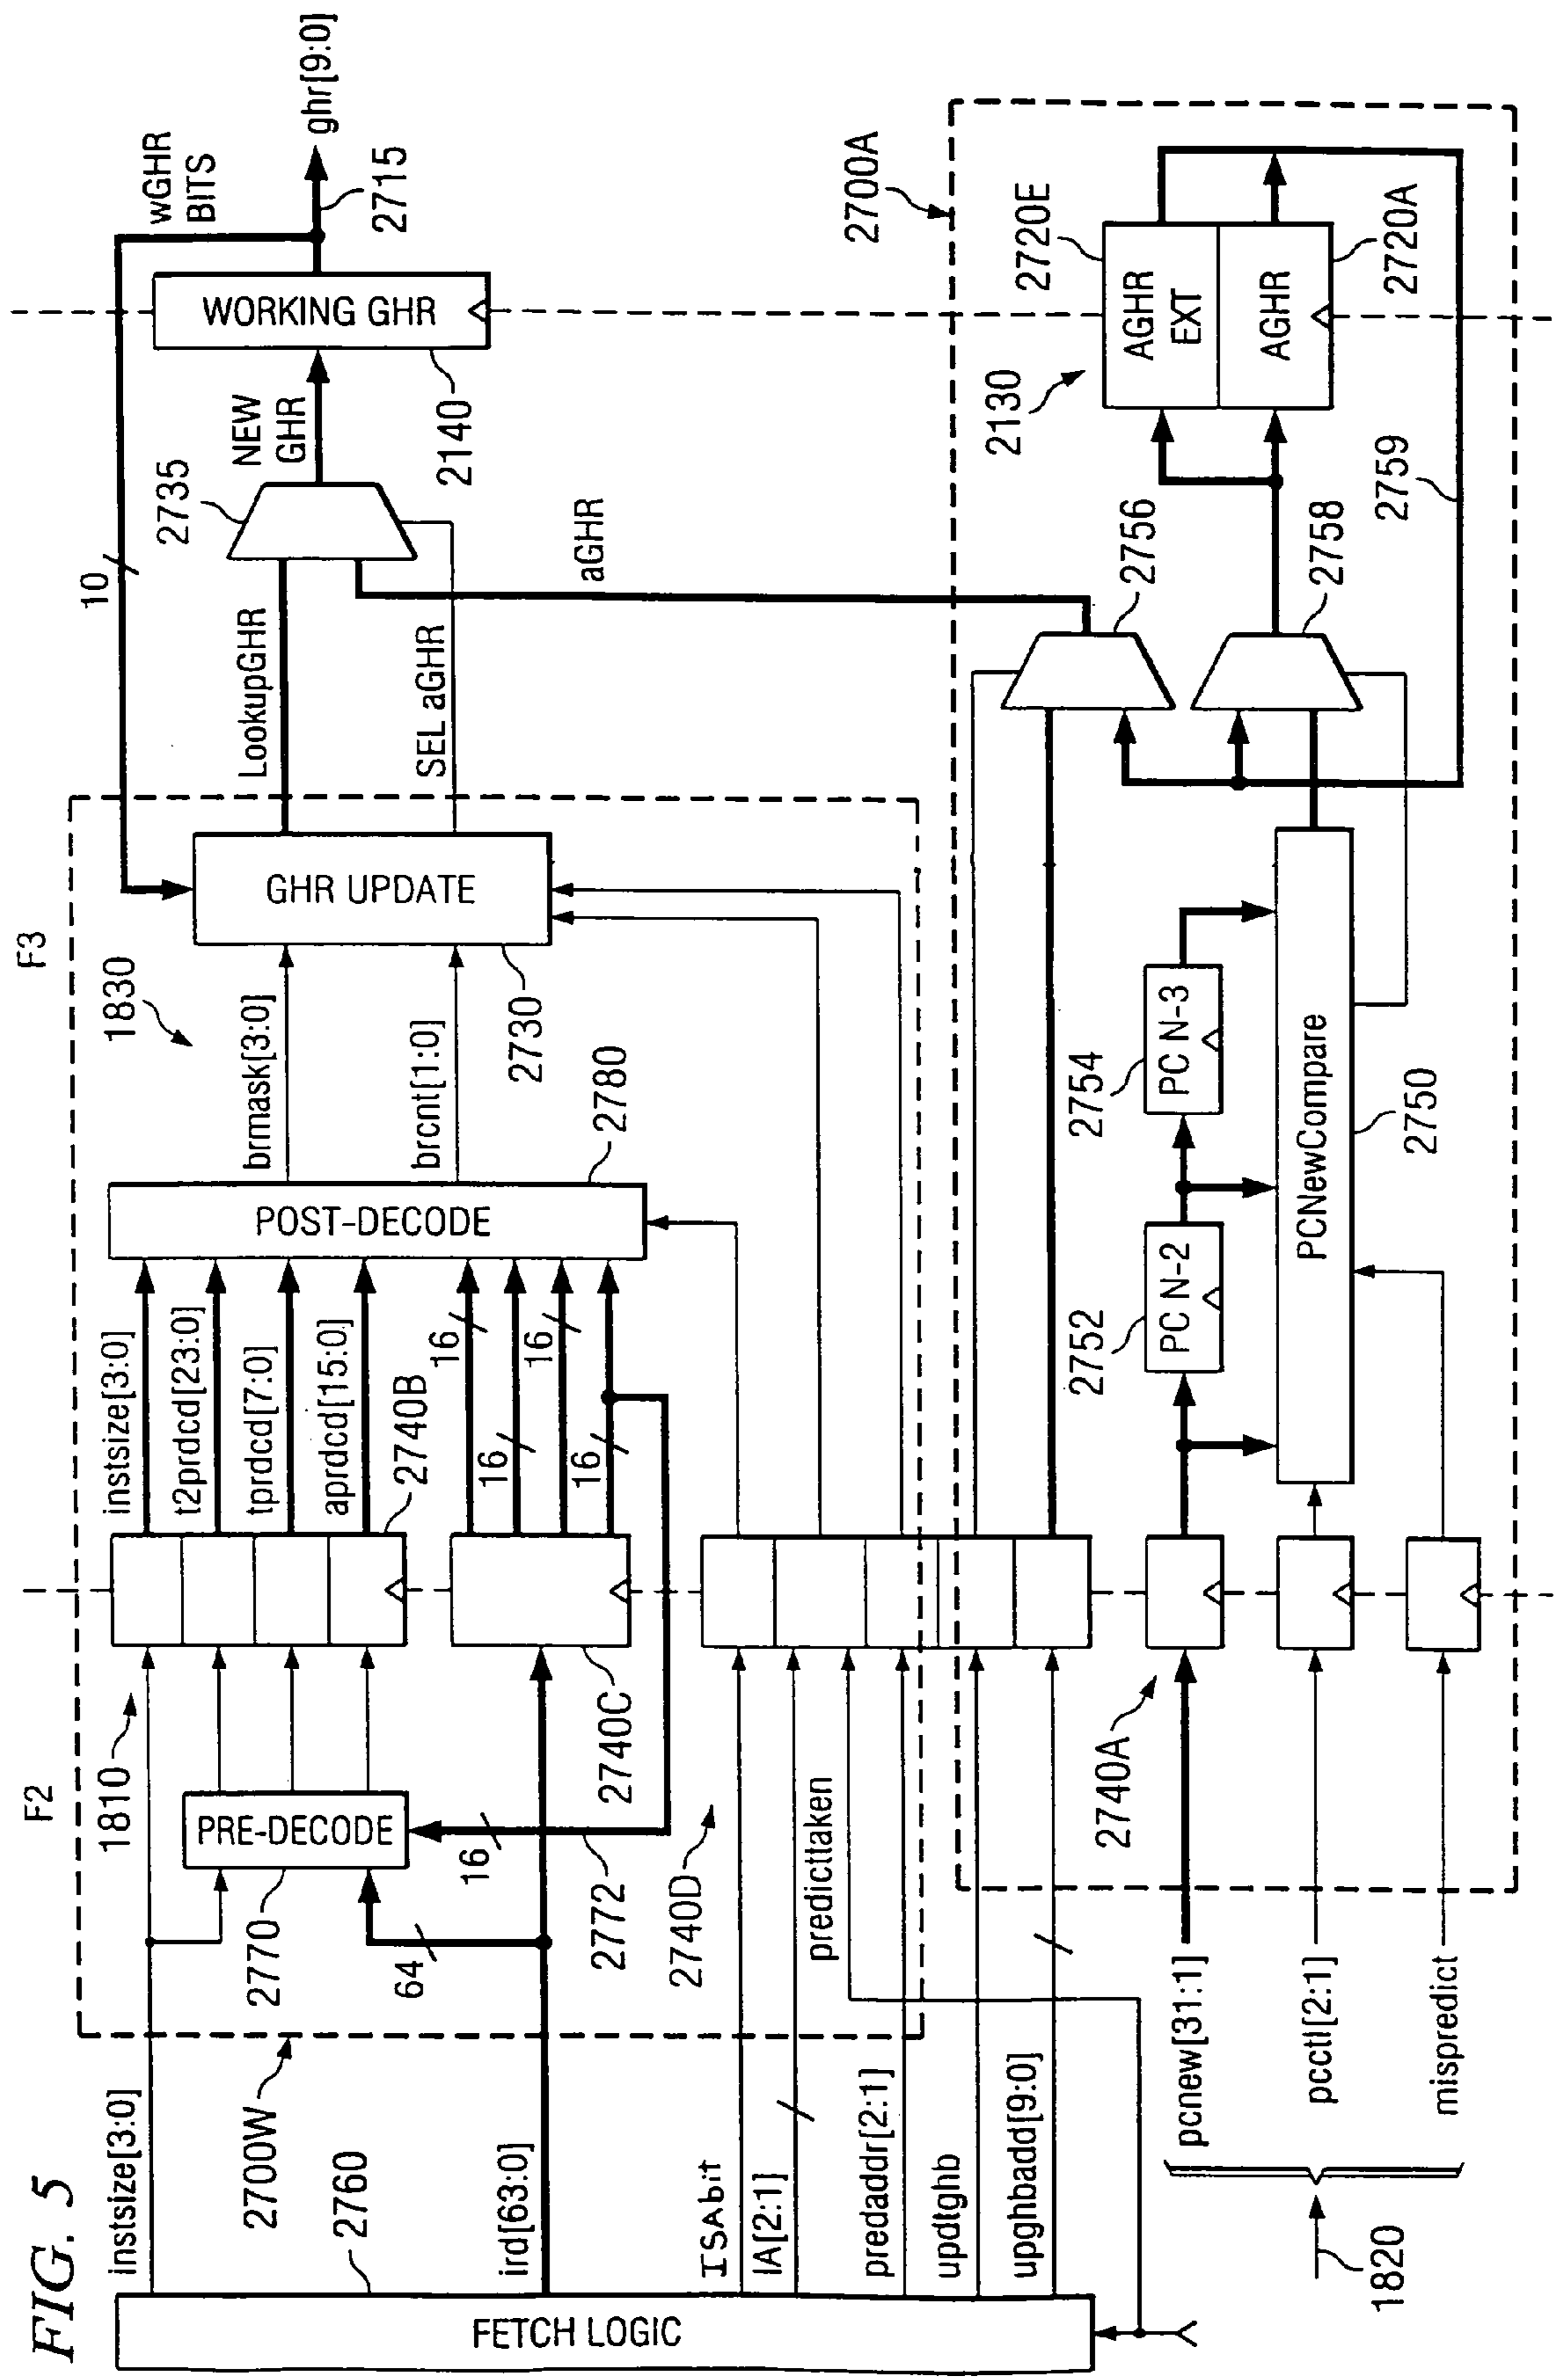 FIG. 5
F2
F3
instsize[3:0]
2700W
2760
FETCH LOGIC
ird[63:0]
ISAbit
IA[2:1]
predaddr[2:1]
updtghb
upghbadd[9:0]
predicttaken
pcnew[31:1]
pcctl[2:1]
mispredict
1820
1810
PRE-DECODE
2770
64
16
2772
2740C
2740D
2740A
instsize[3:0]
t2prdcd[23:0]
tprdcd[7:0]
aprdcd[15:0]
2740B
16
16
16
16
POST-DECODE
2780
1830
brmask[3:0]
brcnt[1:0]
GHR UPDATE
2730
10
LookupGHR
SEL aGHR
2735
NEW
GHR
WORKING GHR
2140
wGHR
BITS
ghr[9:0]
2715
aGHR
2700A
PC N-2
2752
PC N-3
2754
PCNewCompare
2750
2756
2758
2759
2130
AGHR
EXT
AGHR
2720E
2720A